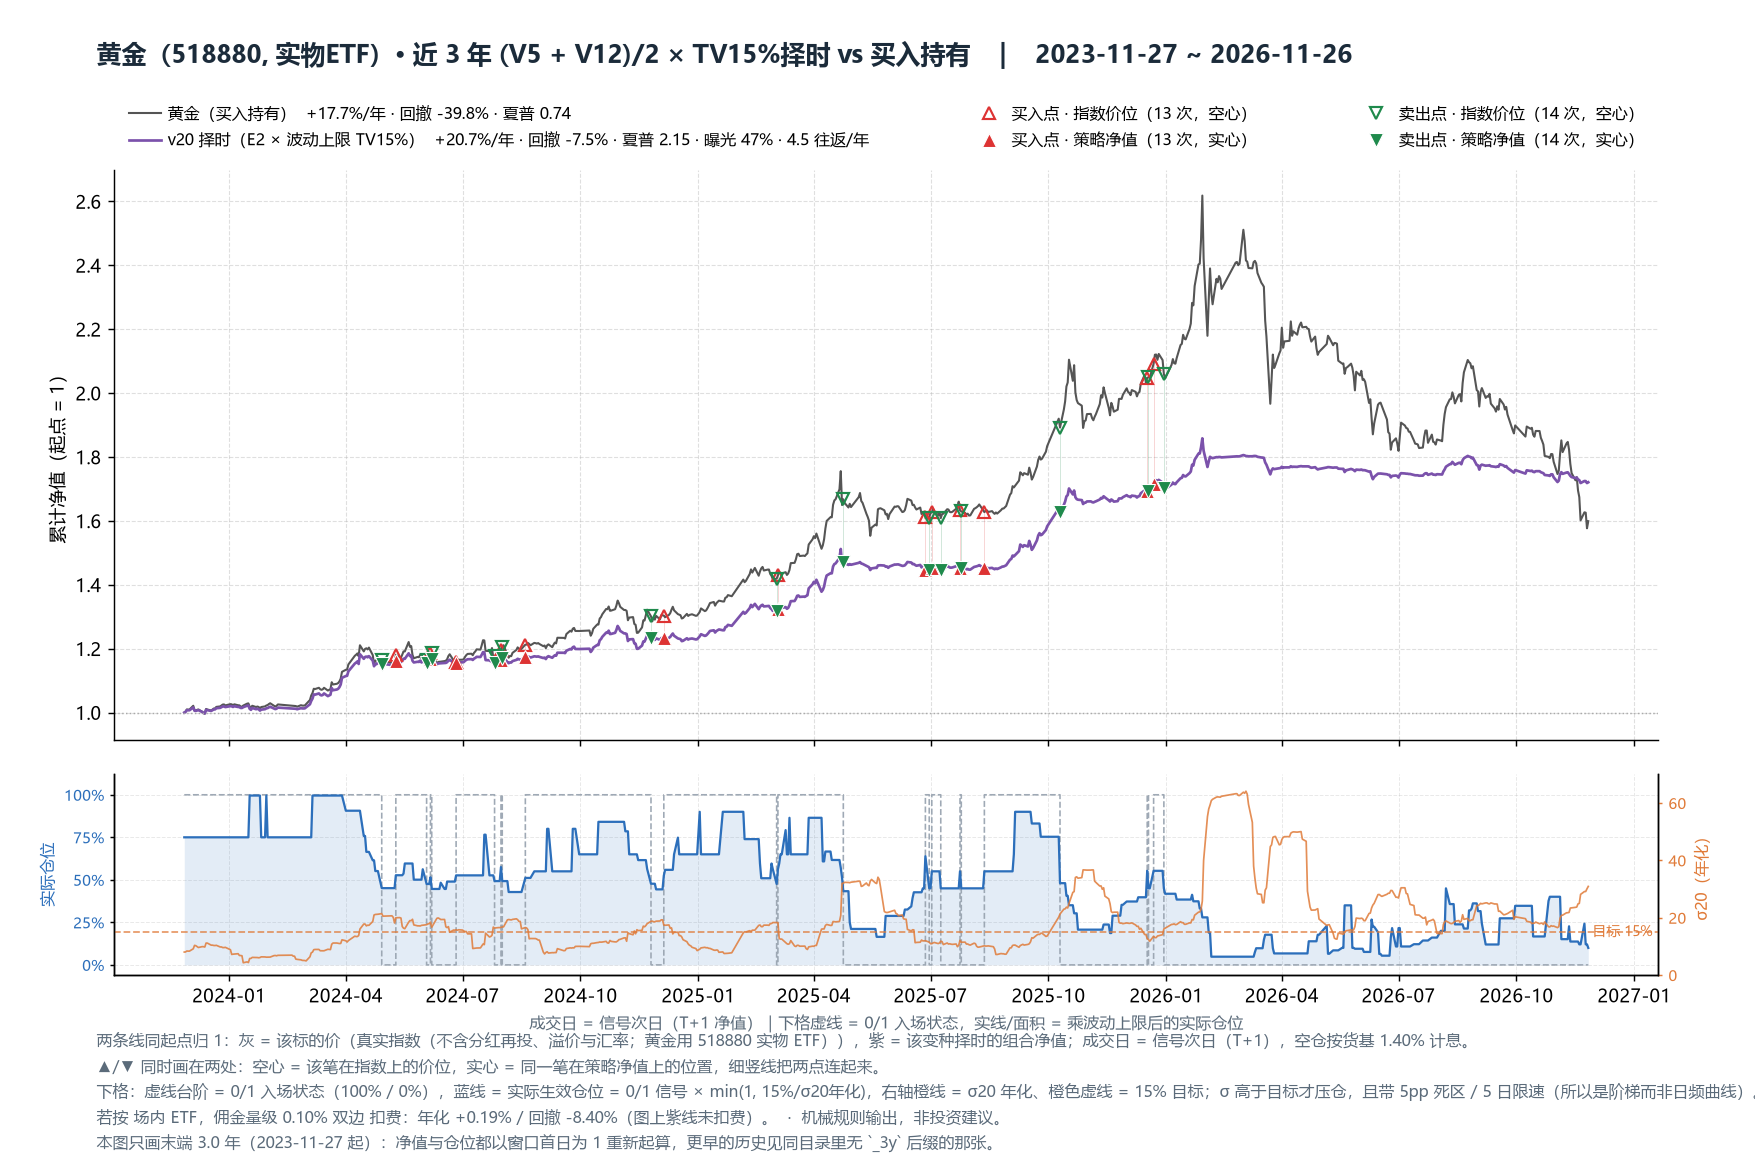 黄金（518880, 实物ETF）• 近 3 年 (V5 + V12)/2 × TV15%择时 vs 买入持有 | 2023-11-27 ~ 2026-11-26
黄金（买入持有） +17.7%/年 · 回撤 -39.8% · 夏普 0.74
v20 择时（E2 × 波动上限 TV15%） +20.7%/年 · 回撤 -7.5% · 夏普 2.15 · 曝光 47% · 4.5 往返/年
买入点 · 指数价位（13 次，空心）
买入点 · 策略净值（13 次，实心）
卖出点 · 指数价位（14 次，空心）
卖出点 · 策略净值（14 次，实心）
累计净值（起点 = 1）
2.6
2.4
2.2
2.0
1.8
1.6
1.4
1.2
1.0
实际仓位
100%
75%
50%
25%
0%
σ20（年化）
60
40
20
0
目标 15%
2024-01 2024-04 2024-07 2024-10 2025-01 2025-04 2025-07 2025-10 2026-01 2026-04 2026-07 2026-10 2027-01
成交日 = 信号次日（T+1 净值）｜下格虚线 = 0/1 入场状态，实线/面积 = 乘波动上限后的实际仓位
两条线同起点归 1：灰 = 该标的价（真实指数（不含分红再投、溢价与汇率；黄金用 518880 实物 ETF））, 紫 = 该变种择时的组合净值；成交日 = 信号次日（T+1），空仓按货基 1.40% 计息。
▲/▼ 同时画在两处：空心 = 该笔在指数上的价位，实心 = 同一笔在策略净值上的位置，细竖线把两点连起来。
下格：虚线台阶 = 0/1 入场状态（100% / 0%）, 蓝线 = 实际生效仓位 = 0/1 信号 × min(1, 15%/σ20年化)，右轴橙线 = σ20 年化、橙色虚线 = 15% 目标；σ 高于目标才压仓，且带 5pp 死区 / 5 日限速（所以是阶梯而非日频曲线）,
若按 场内 ETF，佣金量级 0.10% 双边 扣费：年化 +0.19% / 回撤 -8.40%（图上紫线未扣费）。 · 机械规则输出，非投资建议。
本图只画末端 3.0 年（2023-11-27 起）：净值与仓位都以窗口首日为 1 重新起算，更早的历史见同目录里无 `_3y` 后缀的那张。